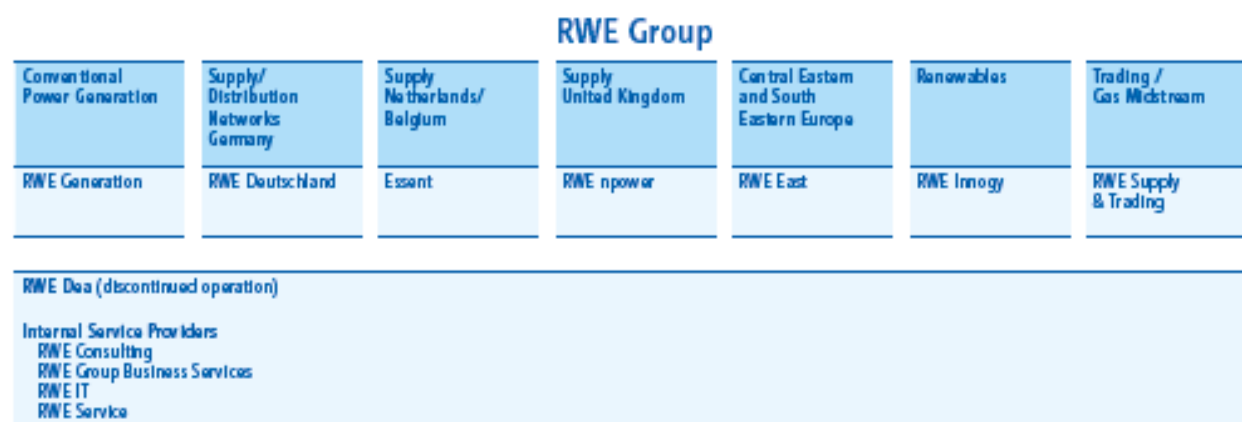 RWE Group
Conventional
Power Generation
Supply/
Distribution
Networks
Germany
Supply
Netherlands/
Belgium
Supply
United Kingdom
Central Eastern
and South
Eastern Europe
Renewables
Trading /
Gas Midstream
RWE Generation
RWE Deutschland
Essent
RWE npower
RWE East
RWE Innogy
RWE Supply
& Trading
RWE Dea (discontinued operation)
Internal Service Providers
RWE Consulting
RWE Group Business Services
RWE IT
RWE Service